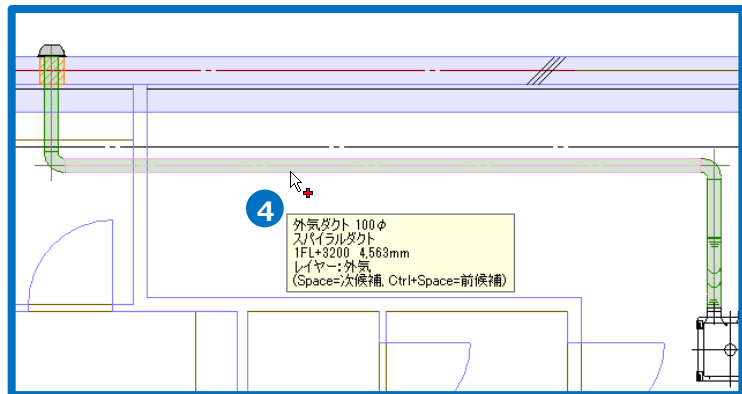 4
外気ダクト 100φ
スパイラルダクト
1FL+3200 4,563mm
レイヤー：外気
(Space=次候補, Ctrl+Space=前候補)